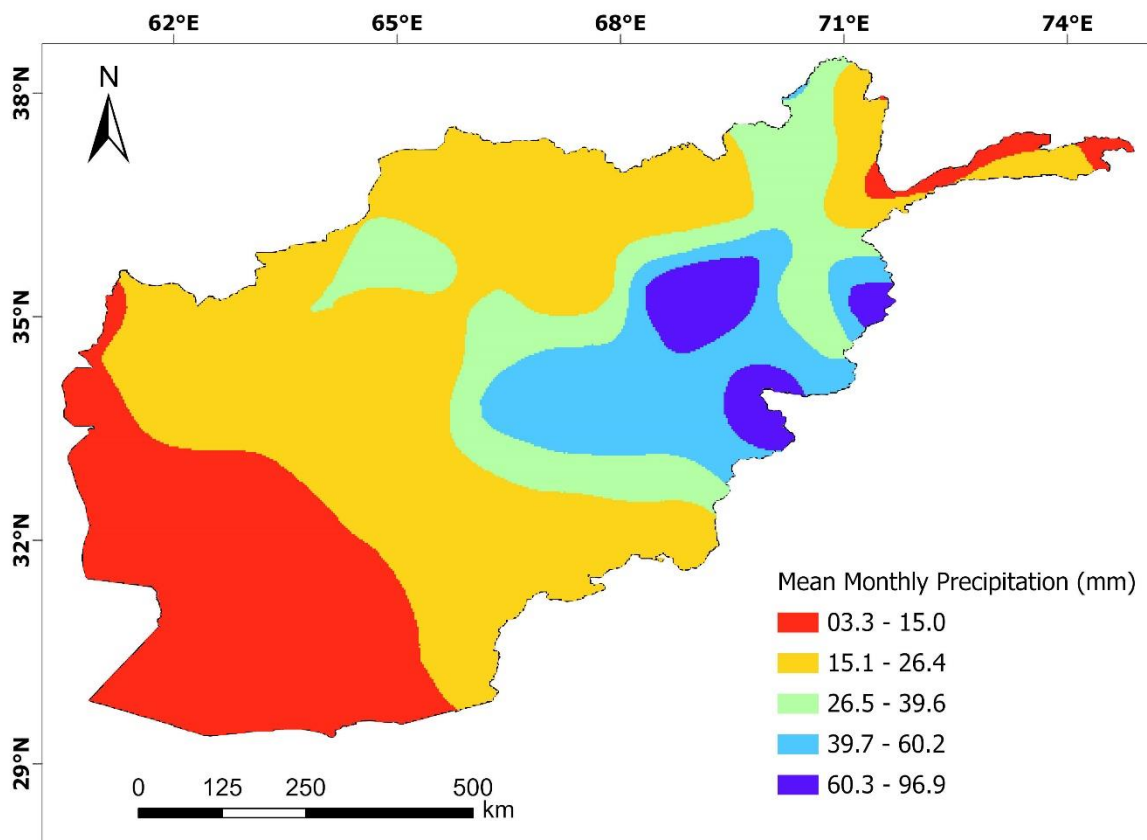 62°E 65°E 68°E 71°E 74°E
N
38°N
35°N
32°N
29°N
Mean Monthly Precipitation (mm)
03.3 - 15.0
15.1 - 26.4
26.5 - 39.6
39.7 - 60.2
60.3 - 96.9
0 125 250 500
km